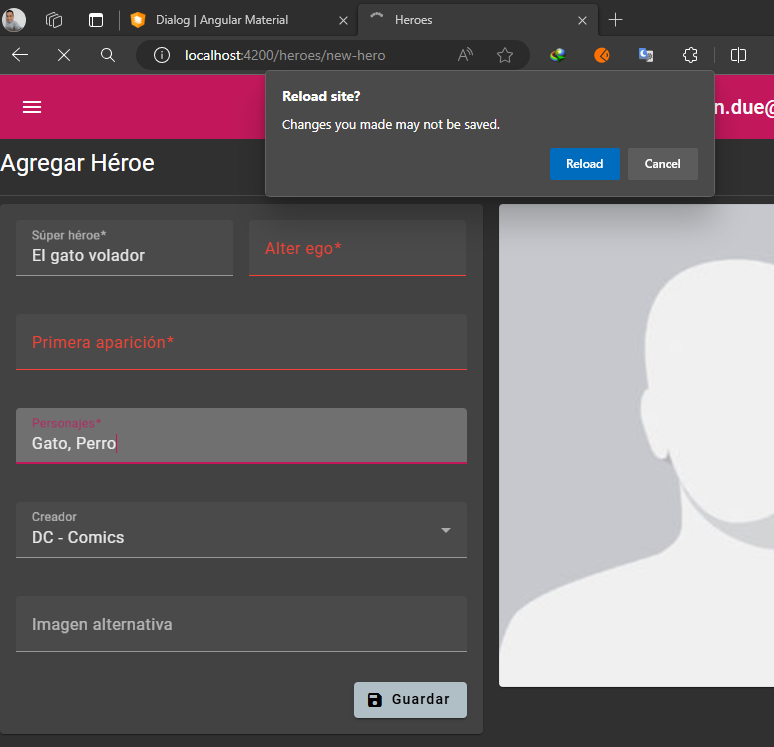 Dialog | Angular Material
Heroes
localhost:4200/heroes/new-hero
Reload site?
Changes you made may not be saved.
Reload
Cancel
n.due@
Agregar Héroe
Súper héroe*
El gato volador
Alter ego*
Primera aparición*
Personajes*
Gato, Perro
Creador
DC - Comics
Imagen alternativa
Guardar